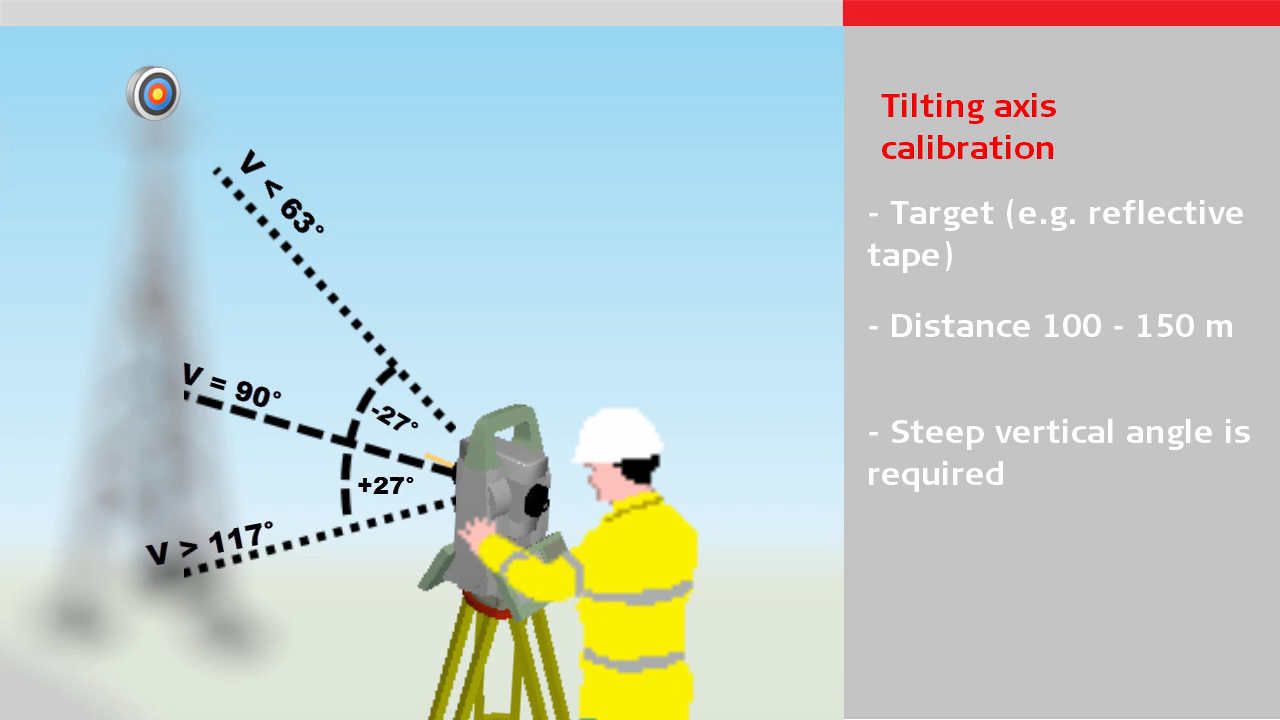 V < 63°
V = 90°
-27°
+27°
V > 117°
Tilting axis
calibration
- Target (e.g. reflective
tape)
- Distance 100 - 150 m
- Steep vertical angle is
required